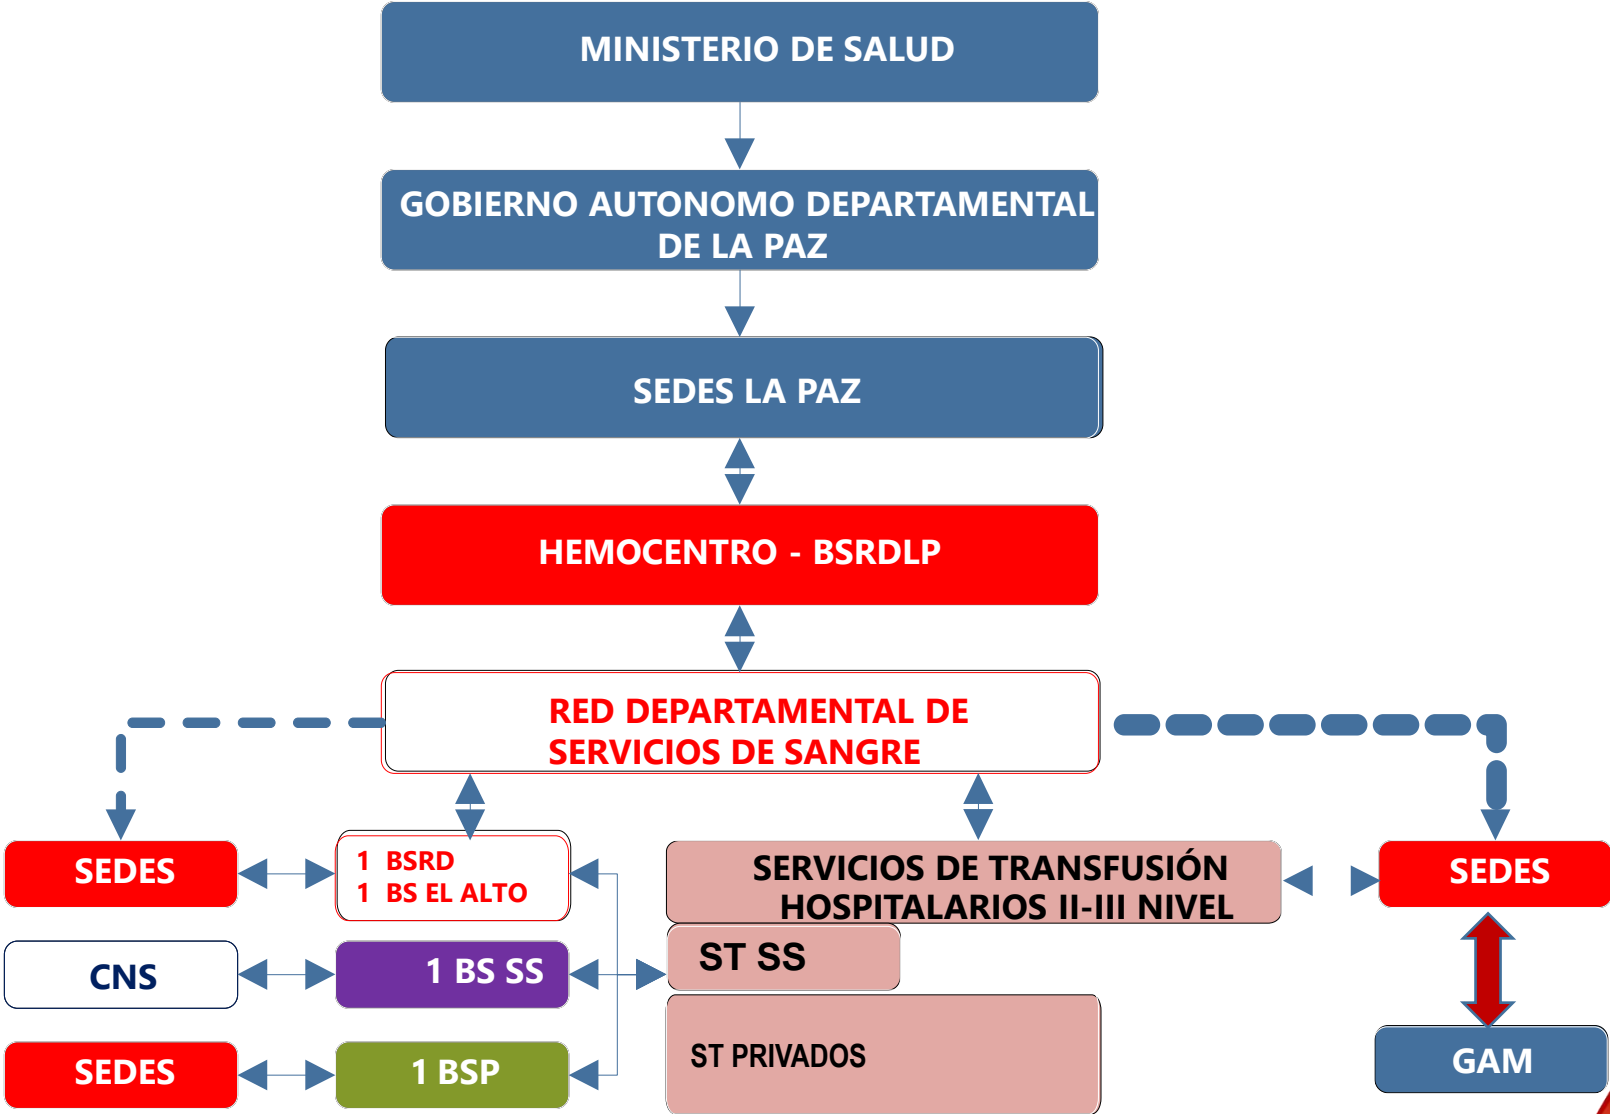 MINISTERIO DE SALUD
GOBIERNO AUTONOMO DEPARTAMENTAL
DE LA PAZ
SEDES LA PAZ
HEMOCENTRO - BSRDLP
RED DEPARTAMENTAL DE
SERVICIOS DE SANGRE
SEDES
1 BSRD
1 BS EL ALTO
SERVICIOS DE TRANSFUSIÓN
HOSPITALARIOS II-III NIVEL
SEDES
CNS
1 BS SS
ST SS
SEDES
1 BSP
ST PRIVADOS
GAM